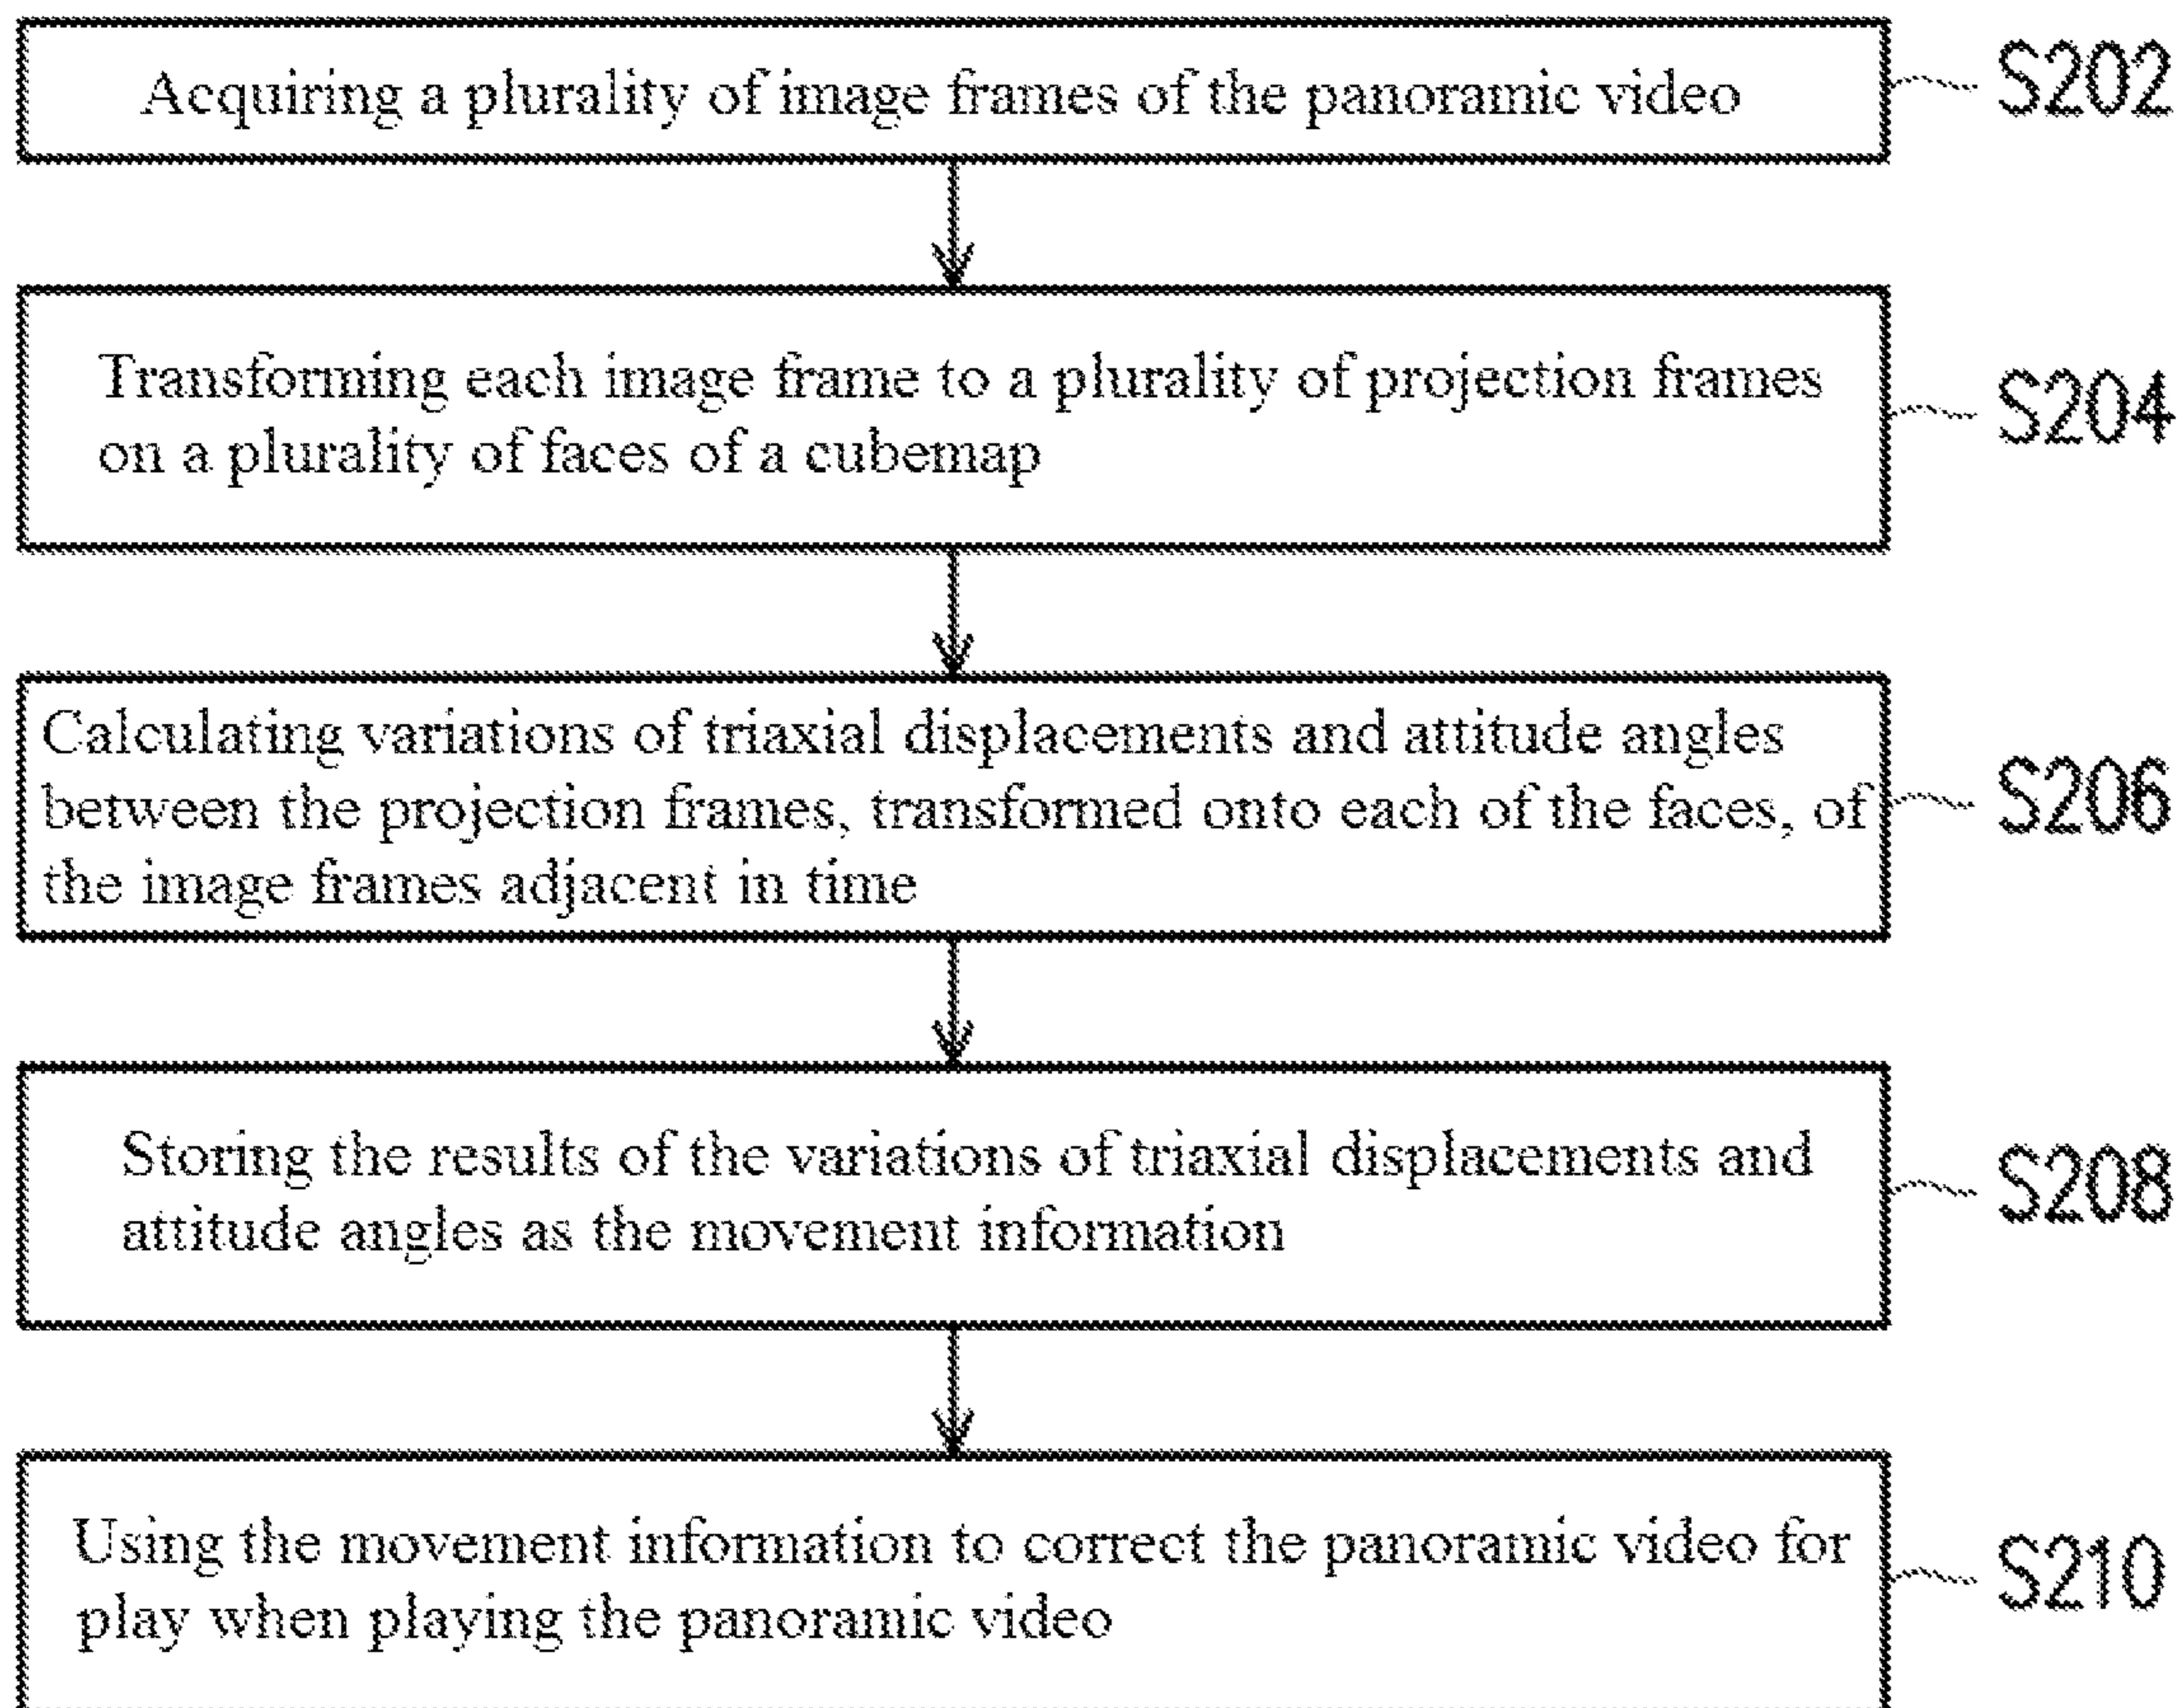 Acquiring a plurality of image frames of the panoramic video
S202
Transforming each image frame to a plurality of projection frames
on a plurality of faces of a cubemap
S204
Calculating variations of triaxial displacements and attitude angles
between the projection frames, transformed onto each of the faces, of
the image frames adjacent in time
S206
Storing the results of the variations of triaxial displacements and
attitude angles as the movement information
S208
Using the movement information to correct the panoramic video for
play when playing the panoramic video
S210